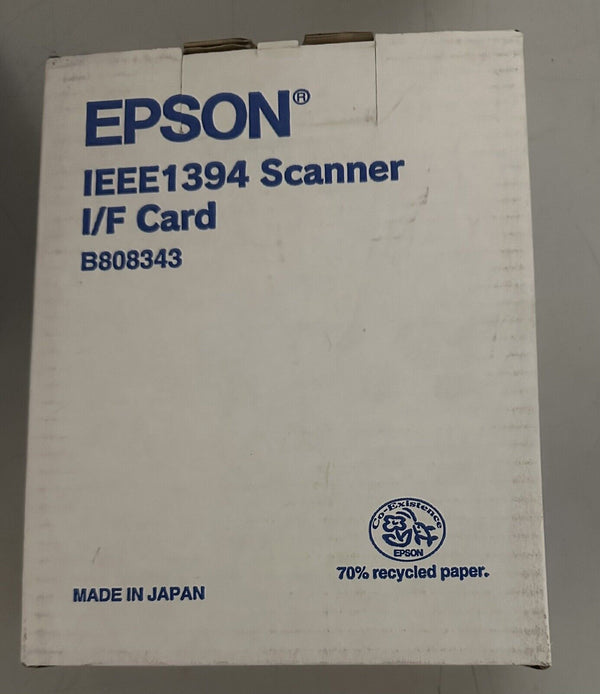 EPSON®
IEEE1394 Scanner
I/F Card
B808343
Co-Existence
EPSON
70% recycled paper.
MADE IN JAPAN